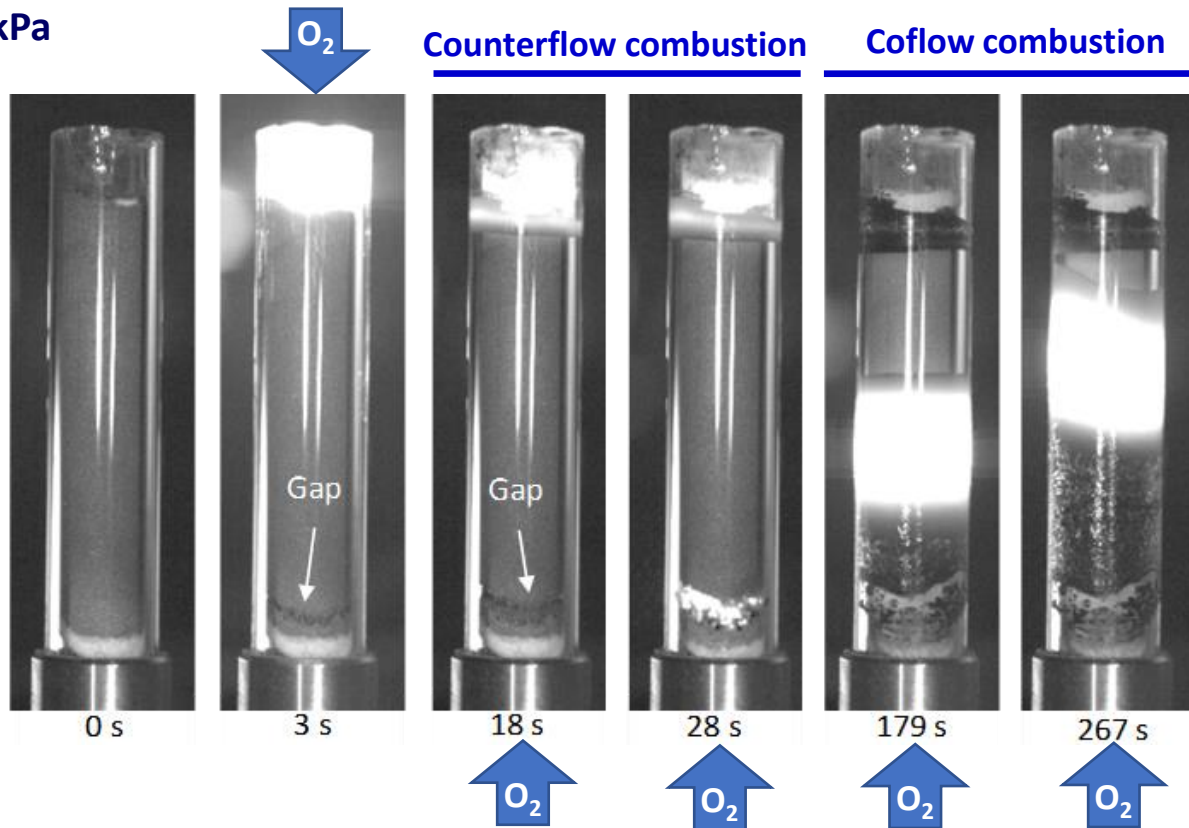 kPa
O₂
Counterflow combustion
Coflow combustion
Gap
Gap
0 s
3 s
18 s
28 s
179 s
267 s
O₂
O₂
O₂
O₂